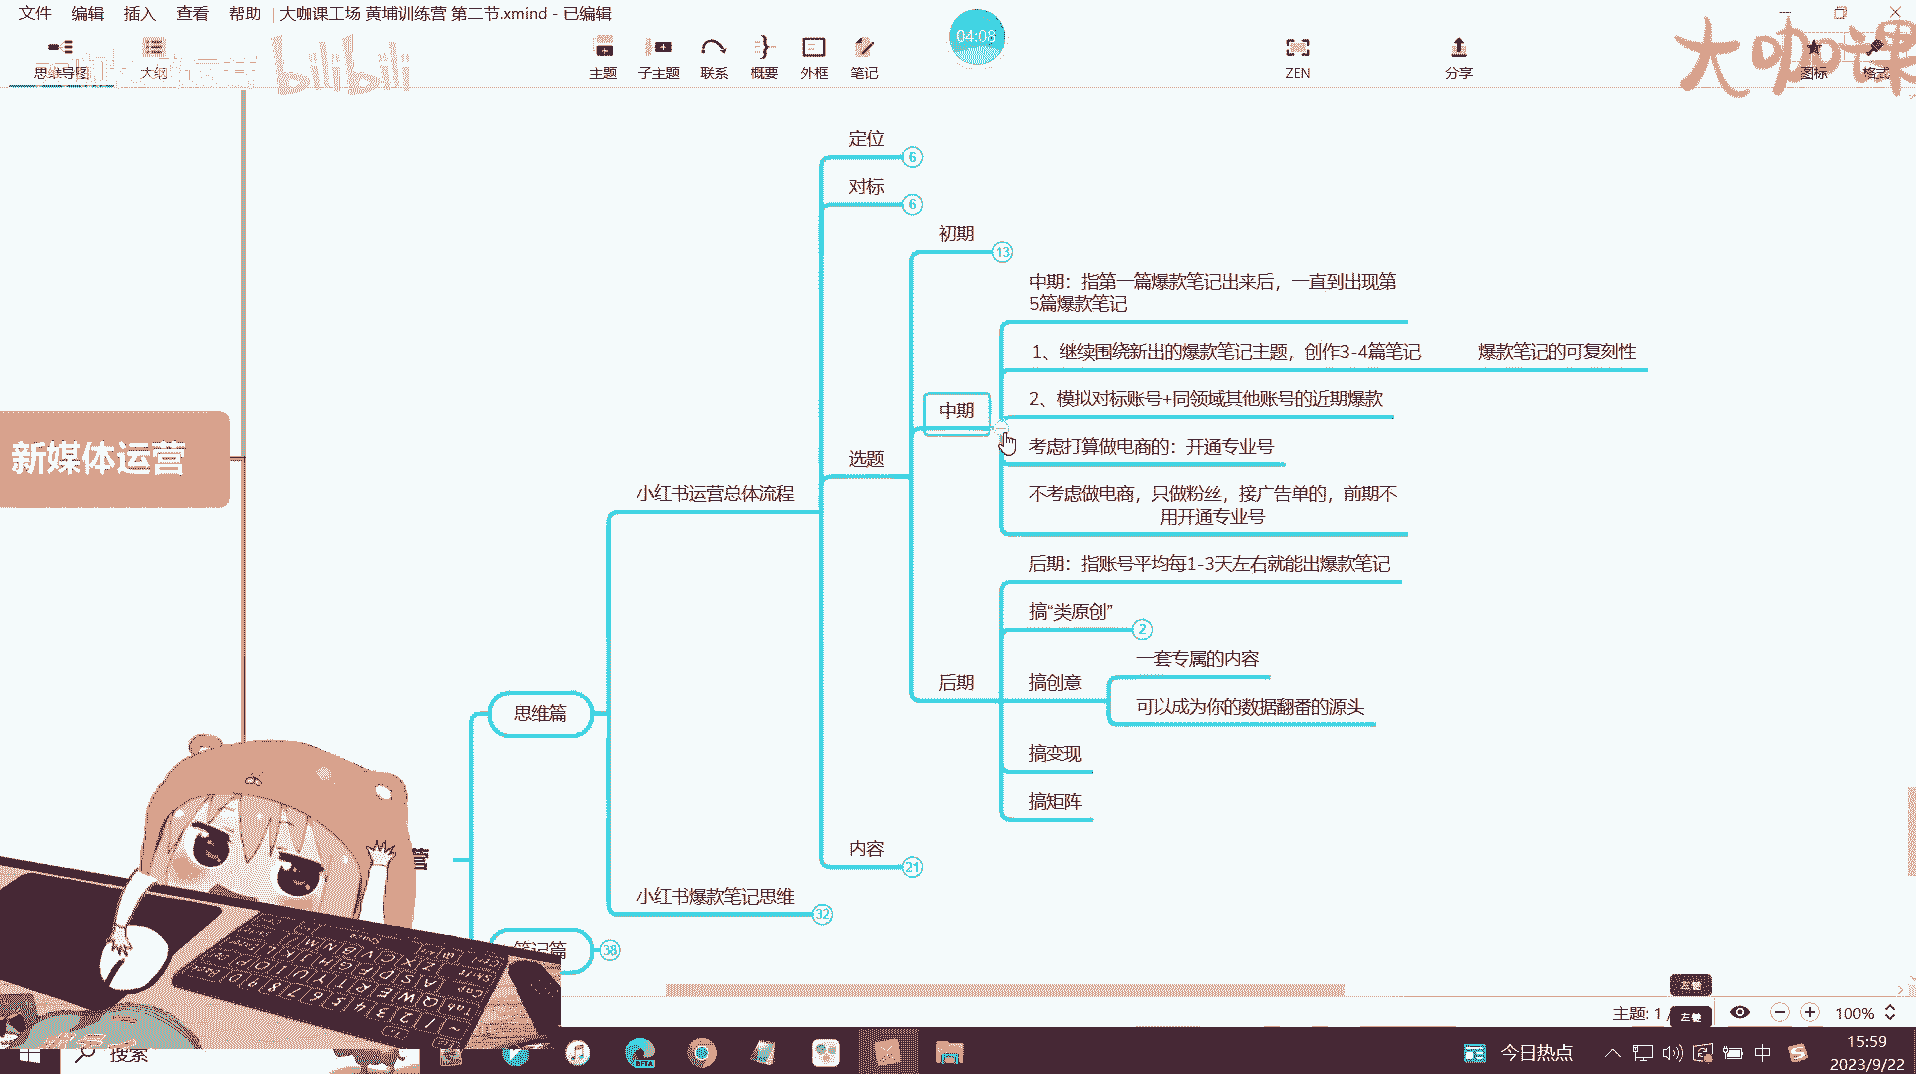 文件 编辑 插入 查看 帮助 大咖课工场 黄埔训练营 第二节.xmind - 已编辑
思维导图 大纲 主题 子主题 联系 概要 外框 笔记 04:08 ZEN 分享 图标 格式
bilibili
大咖课
定位 6
对标 6
初期 13
中期：指第一篇爆款笔记出来后，一直到出现第
5篇爆款笔记
1、继续围绕新出的爆款笔记主题，创作3-4篇笔记 爆款笔记的可复刻性
2、模拟对标账号+同领域其他账号的近期爆款
中期
考虑打算做电商的：开通专业号
新媒体运营
选题
小红书运营总体流程
不考虑做电商，只做粉丝，接广告单的，前期不
用开通专业号
后期：指账号平均每1-3天左右就能出爆款笔记
搞“类原创” 2
一套专属的内容
后期
搞创意
可以成为你的数据翻番的源头
思维篇
搞变现
搞矩阵
内容 21
营
小红书爆款笔记思维 32
笔记篇 38
左键
主题: 1 /
左键
100%
搜索
BETA
今日热点
中
15:59
2023/9/22